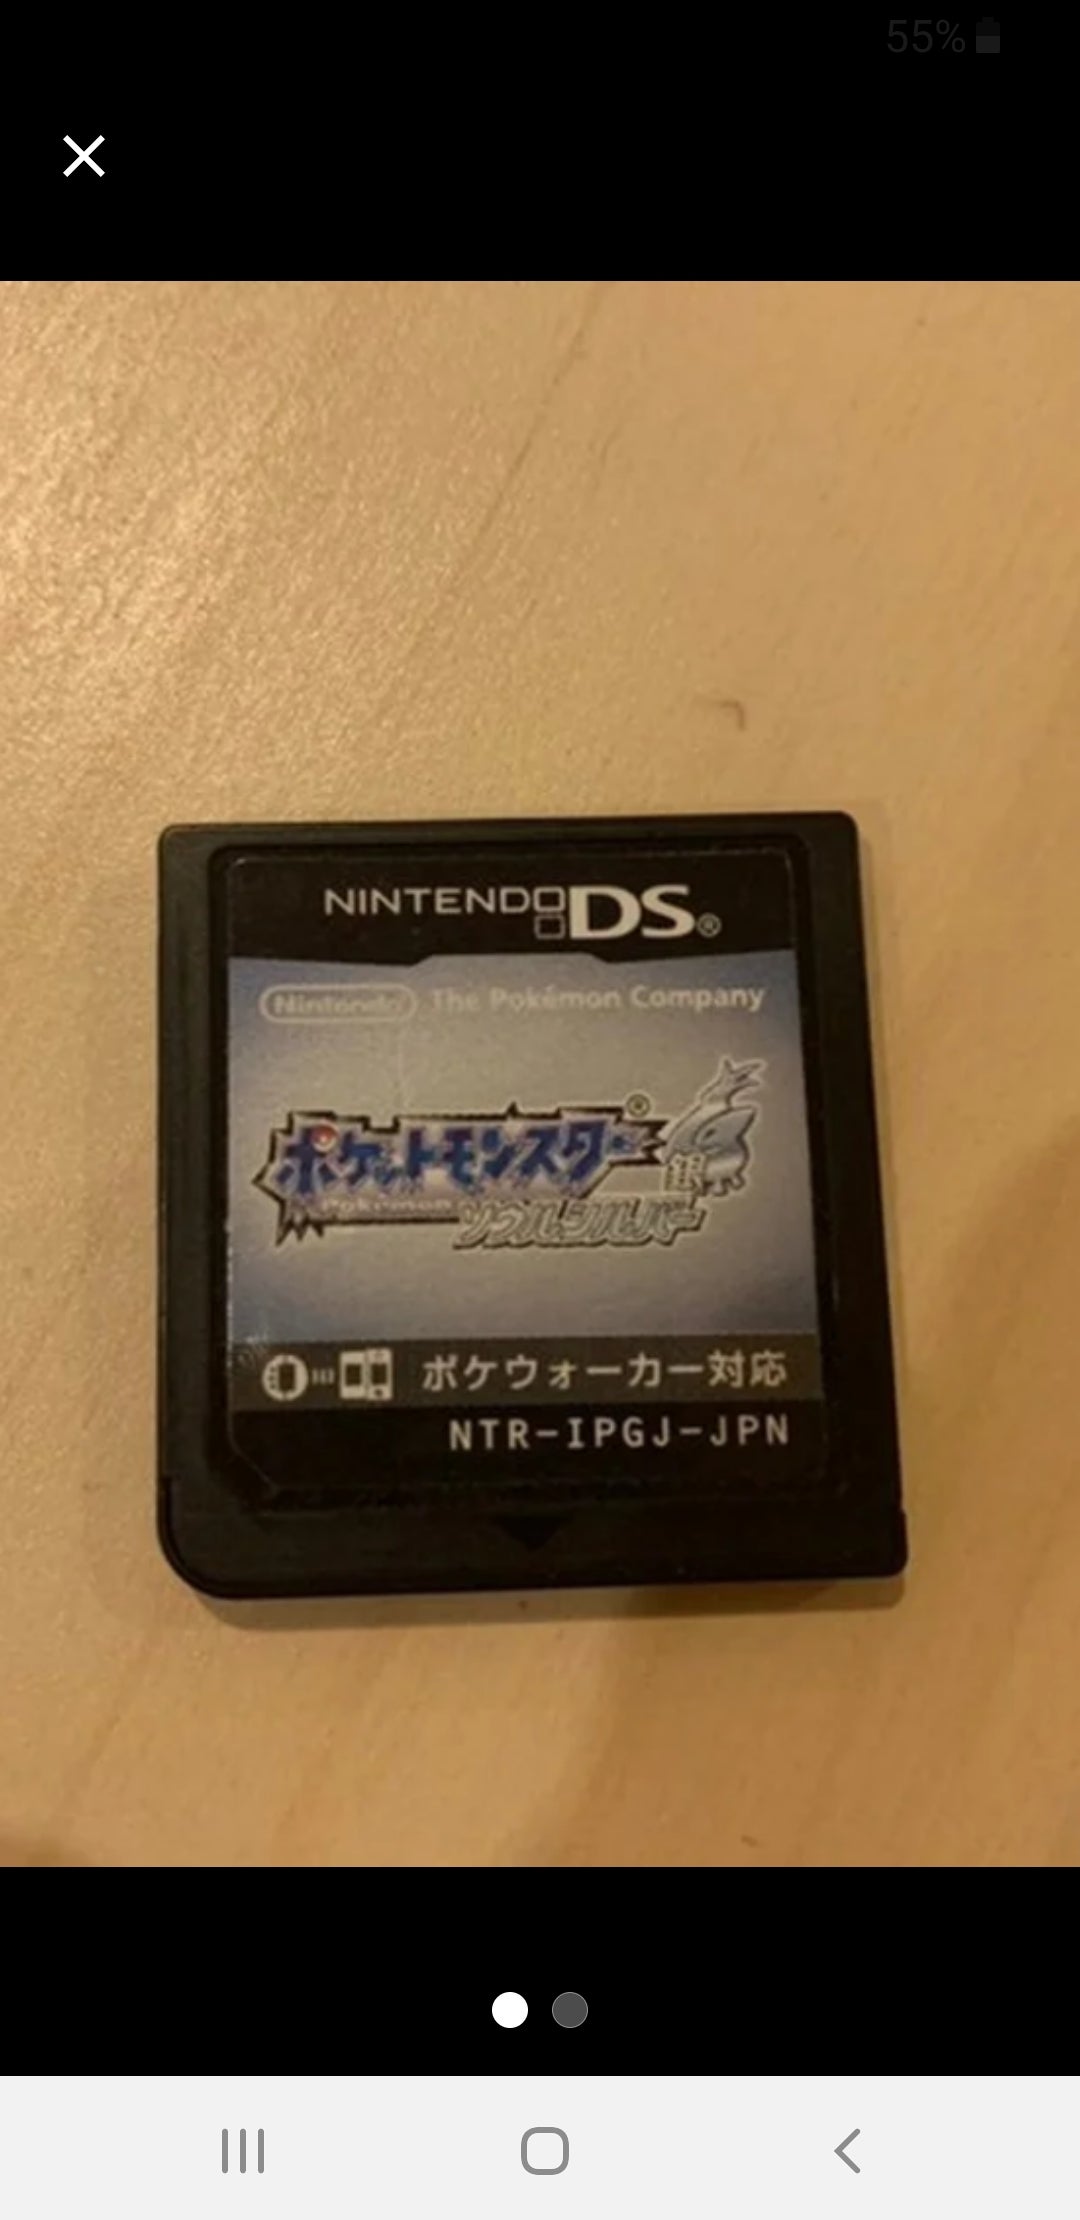 55%
NINTENDO DS®
Nintendo The Pokémon Company
ポケットモンスター®
Pokémon
銀
ソウルシルバー
ポケウォーカー対応
NTR-IPGJ-JPN